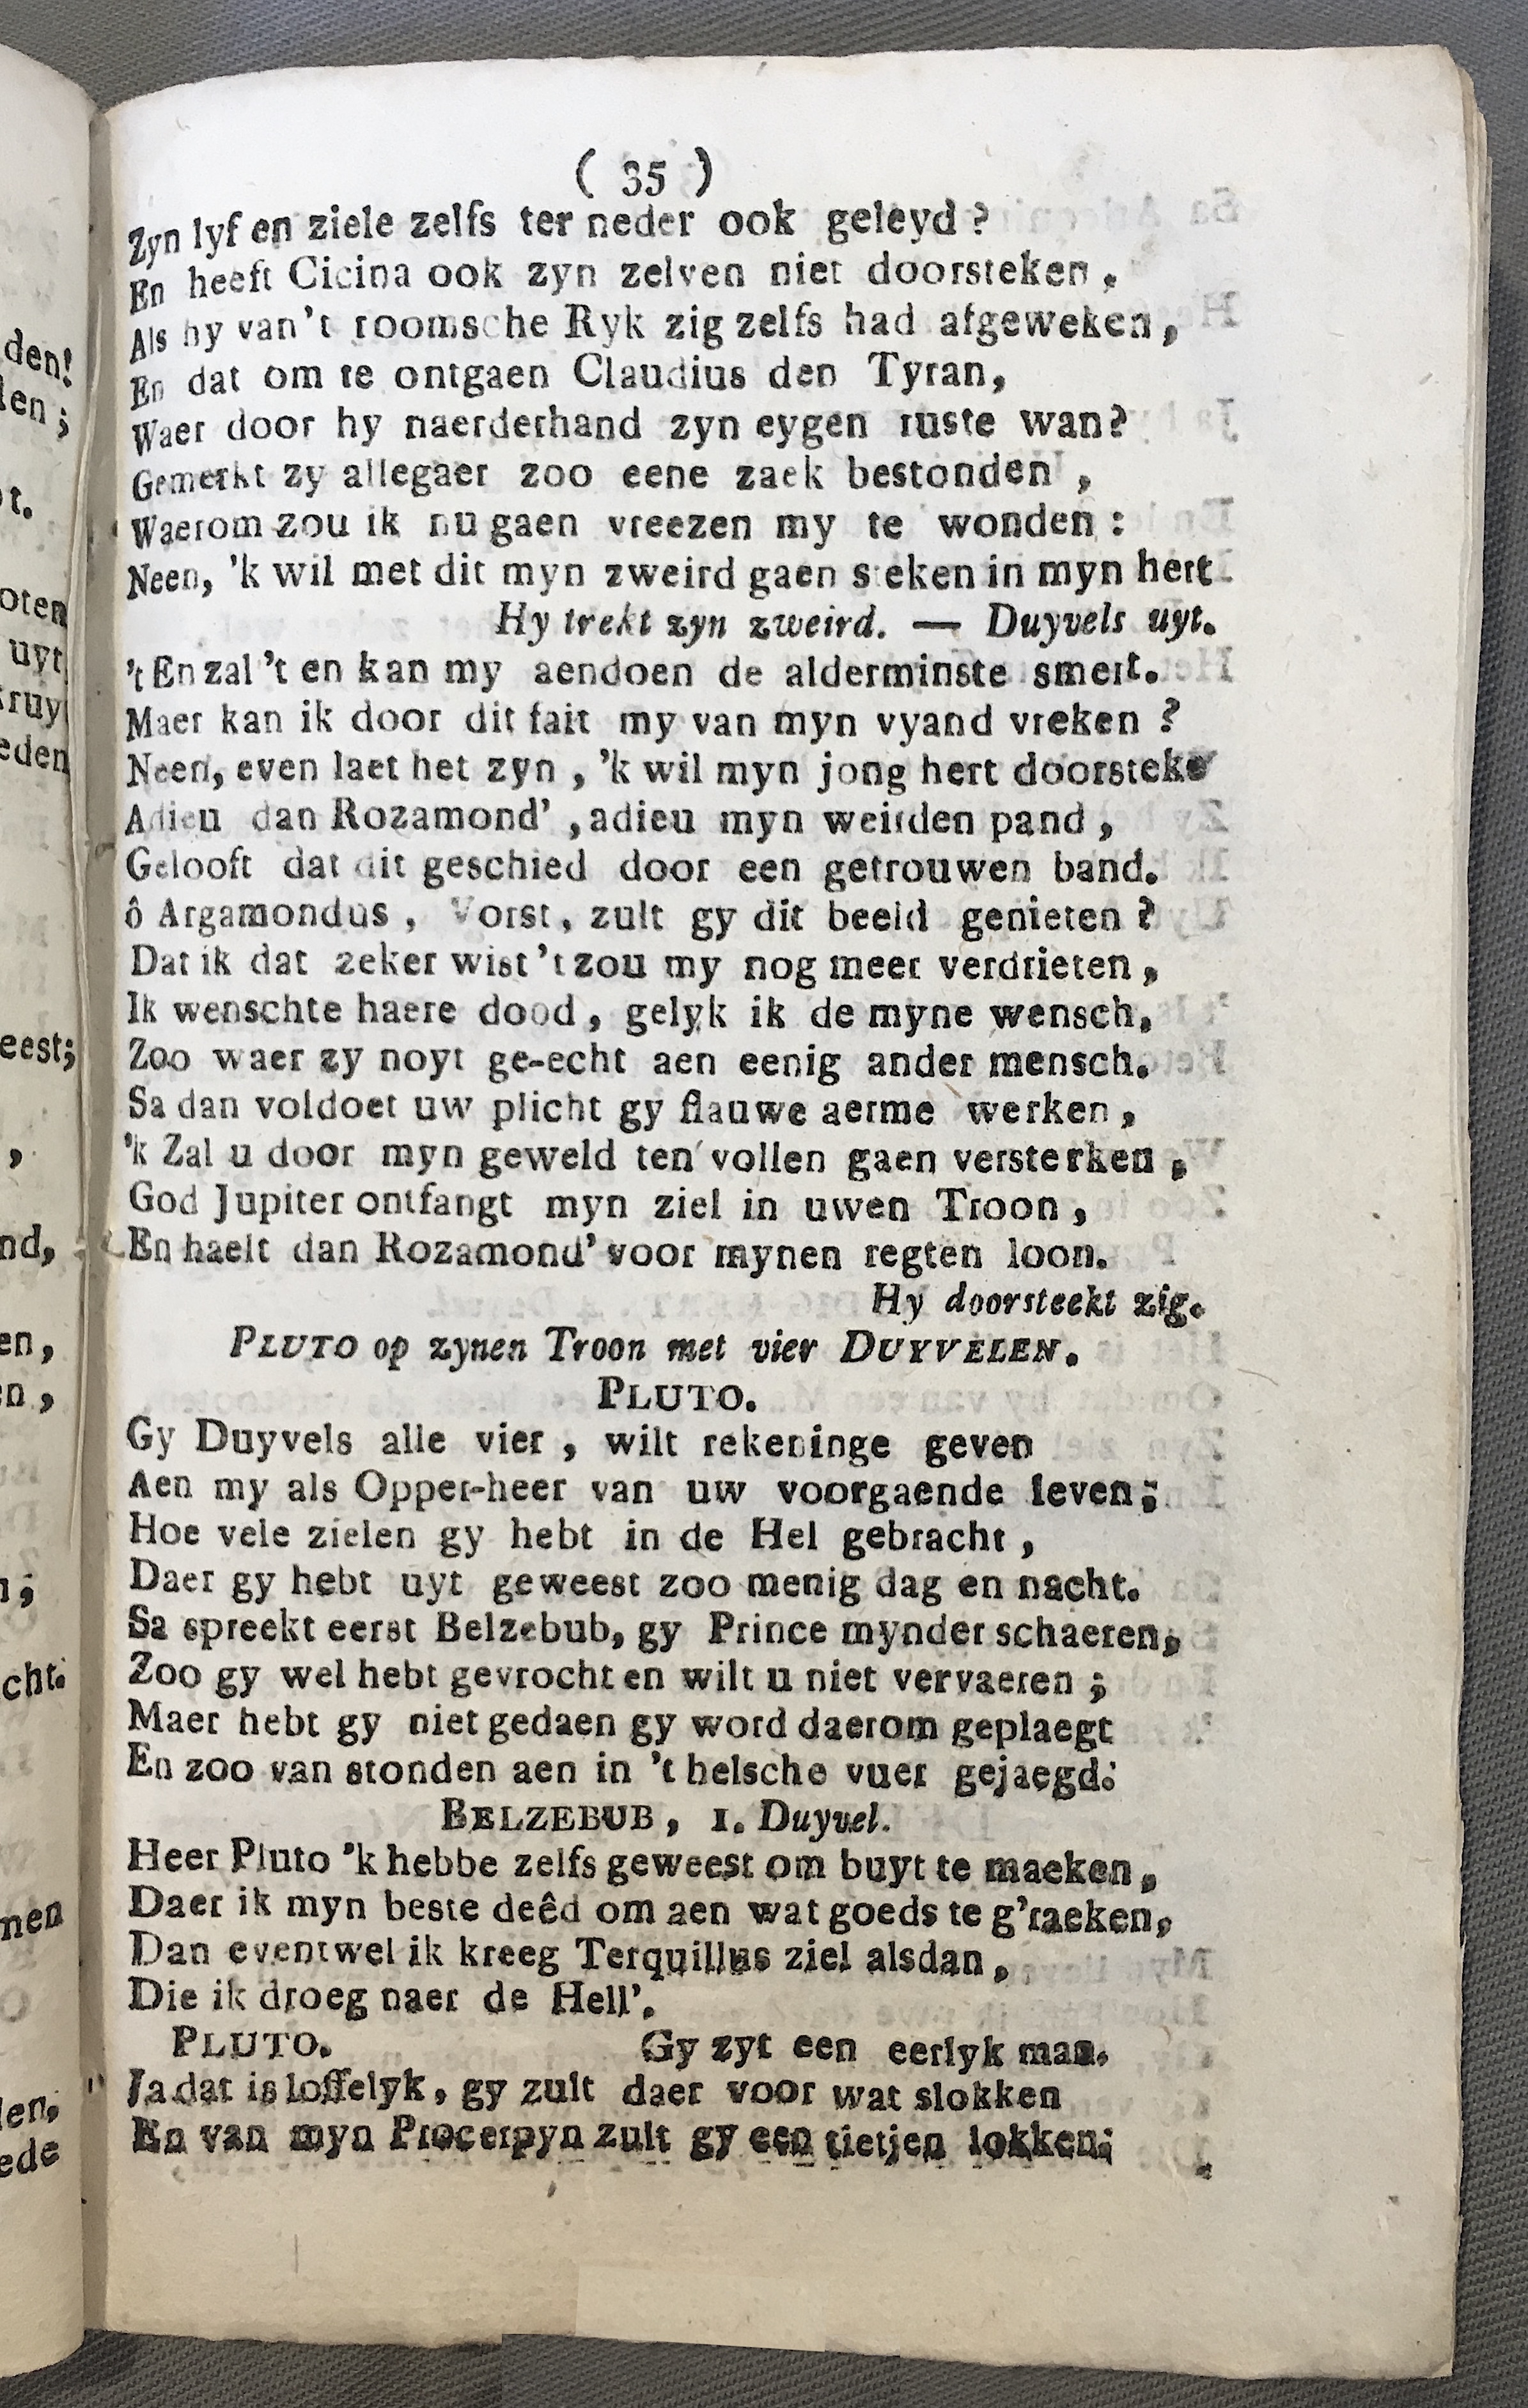 ( 35 )
Zyn lyf en ziele zelfs ter neder ook geleyd ?
En heeft Cicina ook zyn zelven niet doorsteken ,
Als hy van't roomsche Ryk zig zelfs had afgeweken ,
En dat om te ontgaen Claudius den Tyran,
Waer door hy naerderhand zyn eygen ruste wan?
Gemerkt zy allegaer zoo eene zaek bestonden ,
Waerom zou ik nu gaen vreezen my te wonden :
Neen, 'k wil met dit myn zweird gaen steken in myn hert.
Hy trekt zyn zweird. — Duyvels uyt.
't En zal 't en kan my aendoen de alderminste smert.
Maer kan ik door dit fait my van myn vyand vreken ?
Neen, even laet het zyn , 'k wil myn jong hert doorsteke
Adieu dan Rozamond' , adieu myn weirden pand ,
Gelooft dat dit geschied door een getrouwen band.
ô Argamondus , Vorst , zult gy dit beeld genieten ?
Dat ik dat zeker wist 't zou my nog meer verdrieten ,
Ik wenschte haere dood , gelyk ik de myne wensch,
Zoo waer zy noyt ge-echt aen eenig ander mensch.
Sa dan voldoet uw plicht gy flauwe aerme werken ,
'k Zal u door myn geweld ten vollen gaen versterken ,
God Jupiter ontfangt myn ziel in uwen Troon ,
En haelt dan Rozamond' voor mynen regten loon.
Hy doorsteekt zig.
PLUTO op zynen Troon met vier DUYVELEN.
PLUTO.
Gy Duyvels alle vier , wilt rekeninge geven
Aen my als Opper-heer van uw voorgaende leven ;
Hoe vele zielen gy hebt in de Hel gebracht ,
Daer gy hebt uyt geweest zoo menig dag en nacht.
Sa spreekt eerst Belzebub, gy Prince mynder schaeren,
Zoo gy wel hebt gevrocht en wilt u niet vervaeren ;
Maer hebt gy niet gedaen gy word daerom geplaegt
En zoo van stonden aen in 't helsche vuer gejaegd.
BELZEBUB , 1. Duyvel.
Heer Pluto 'k hebbe zelfs geweest om buyt te maeken ,
Daer ik myn beste deêd om aen wat goeds te g'raeken,
Dan eventwel ik kreeg Terquillus ziel alsdan ,
Die ik droeg naer de Hell'.
PLUTO. Gy zyt een eerlyk man.
Ja dat is loffelyk , gy zult daer voor wat slokken
En van myn Procerpyn zult gy een tietjen lokken;